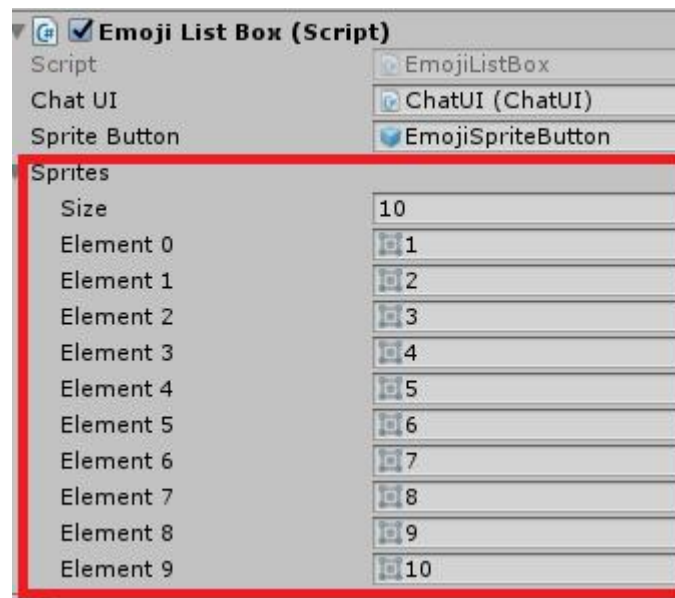 Emoji List Box (Script)
Script EmojiListBox
Chat UI ChatUI (ChatUI)
Sprite Button EmojiSpriteButton
Sprites
Size 10
Element 0 1
Element 1 2
Element 2 3
Element 3 4
Element 4 5
Element 5 6
Element 6 7
Element 7 8
Element 8 9
Element 9 10